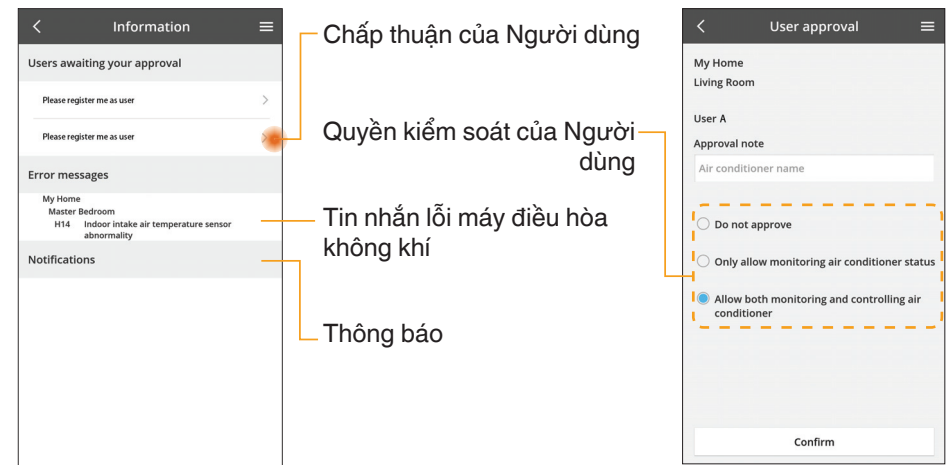 Information
Users awaiting your approval
Please register me as user
Please register me as user
Error messages
My Home
Master Bedroom
H14 Indoor intake air temperature sensor
abnormality
Notifications
Chấp thuận của Người dùng
Quyền kiểm soát của Người
dùng
Tin nhắn lỗi máy điều hòa
không khí
Thông báo
User approval
My Home
Living Room
User A
Approval note
Air conditioner name
Do not approve
Only allow monitoring air conditioner status
Allow both monitoring and controlling air
conditioner
Confirm